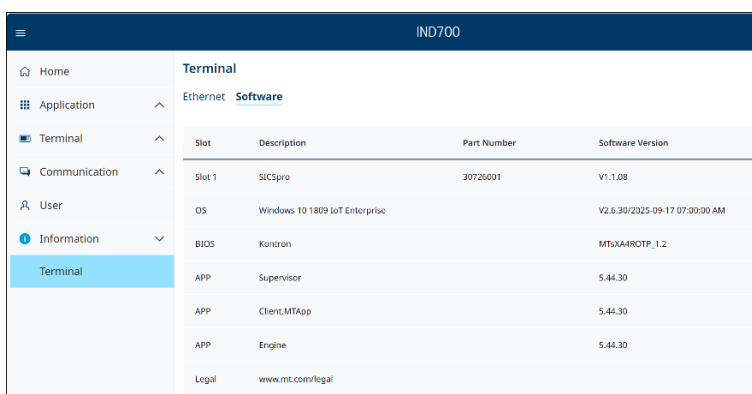 IND700
Home
Application
Terminal
Communication
User
Information
Terminal
Terminal
Ethernet Software
Slot Description Part Number Software Version
Slot 1 SICSpro 30726001 V1.1.08
OS Windows 10 1809 IoT Enterprise V2.6.30/2025-09-17 07:00:00 AM
BIOS Kontron MTsXA4ROTP_1.2
APP Supervisor 5.44.30
APP Client.MTApp 5.44.30
APP Engine 5.44.30
Legal www.mt.com/legal